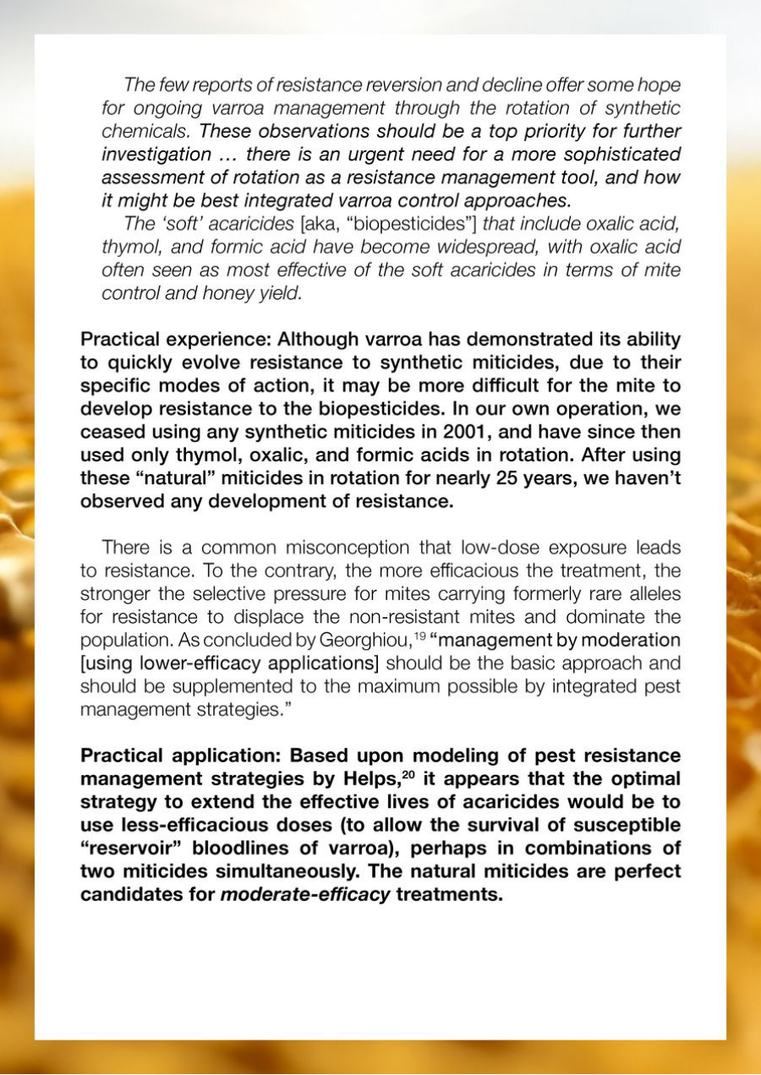 The few reports of resistance reversion and decline offer some hope
for ongoing varroa management through the rotation of synthetic
chemicals. These observations should be a top priority for further
investigation … there is an urgent need for a more sophisticated
assessment of rotation as a resistance management tool, and how
it might be best integrated varroa control approaches.
The ‘soft’ acaricides [aka, “biopesticides”] that include oxalic acid,
thymol, and formic acid have become widespread, with oxalic acid
often seen as most effective of the soft acaricides in terms of mite
control and honey yield.
Practical experience: Although varroa has demonstrated its ability
to quickly evolve resistance to synthetic miticides, due to their
specific modes of action, it may be more difficult for the mite to
develop resistance to the biopesticides. In our own operation, we
ceased using any synthetic miticides in 2001, and have since then
used only thymol, oxalic, and formic acids in rotation. After using
these “natural” miticides in rotation for nearly 25 years, we haven’t
observed any development of resistance.
There is a common misconception that low-dose exposure leads
to resistance. To the contrary, the more efficacious the treatment, the
stronger the selective pressure for mites carrying formerly rare alleles
for resistance to displace the non-resistant mites and dominate the
population. As concluded by Georghiou,19 “management by moderation
[using lower-efficacy applications] should be the basic approach and
should be supplemented to the maximum possible by integrated pest
management strategies.”
Practical application: Based upon modeling of pest resistance
management strategies by Helps,20 it appears that the optimal
strategy to extend the effective lives of acaricides would be to
use less-efficacious doses (to allow the survival of susceptible
“reservoir” bloodlines of varroa), perhaps in combinations of
two miticides simultaneously. The natural miticides are perfect
candidates for moderate-efficacy treatments.